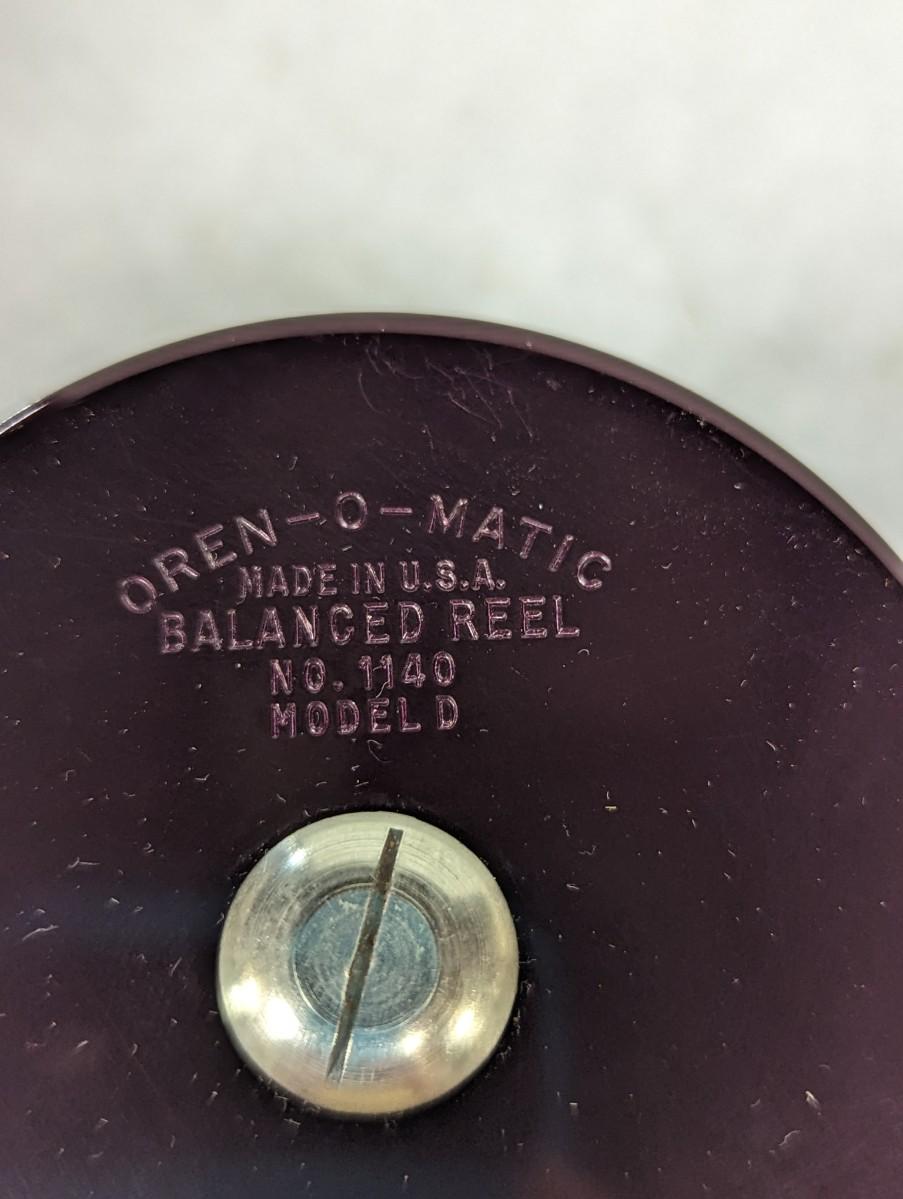 OREN-O-MATIC
MADE IN U.S.A.
BALANCED REEL
NO. 1140
MODEL D